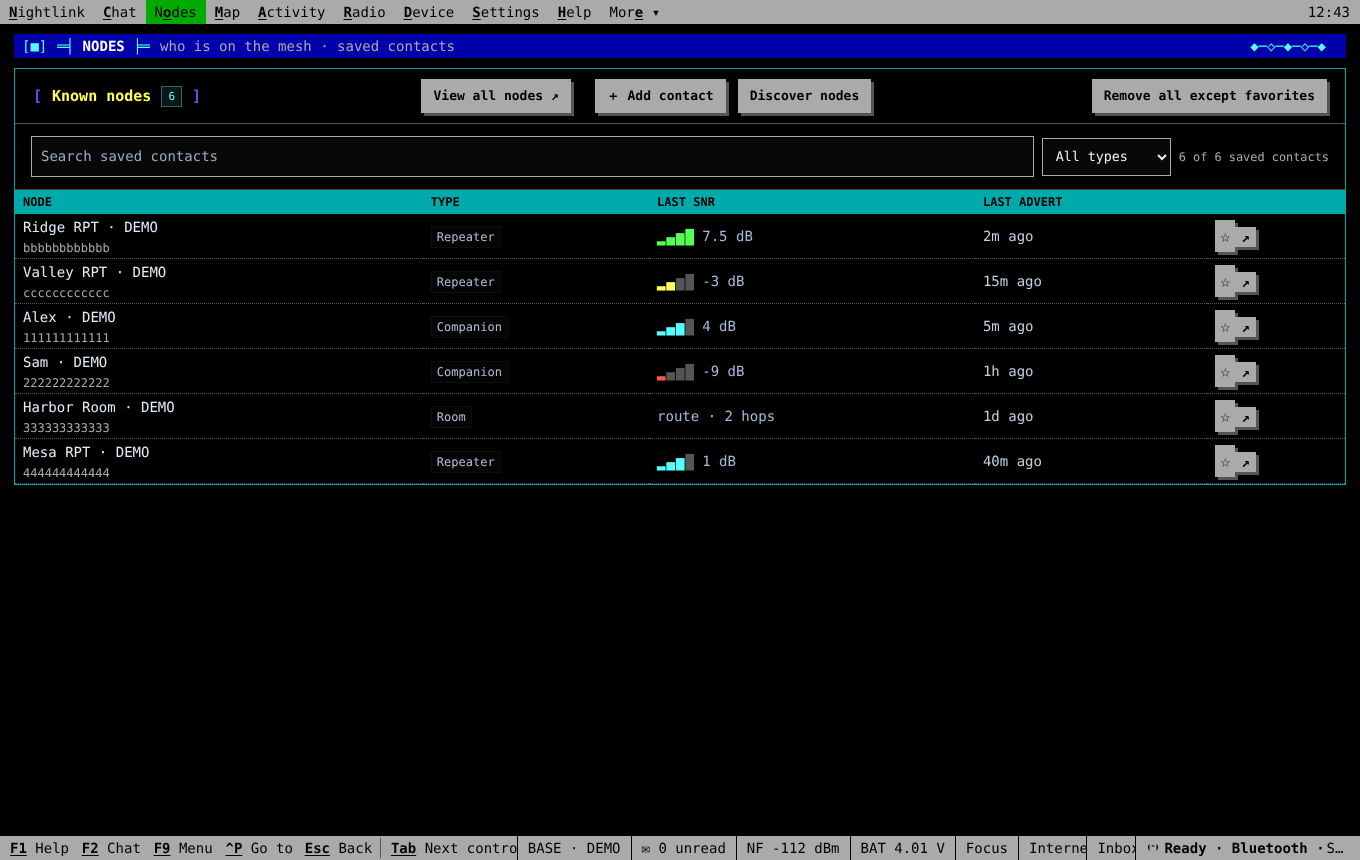 Nightlink Chat Nodes Map Activity Radio Device Settings Help More ▾ 12:43
[■] ═╡ NODES ╞═ who is on the mesh · saved contacts ◆─◇─◆─◇─◆
[ Known nodes 6 ] View all nodes ↗ + Add contact Discover nodes Remove all except favorites
Search saved contacts All types 6 of 6 saved contacts
NODE TYPE LAST SNR LAST ADVERT
Ridge RPT · DEMO Repeater 7.5 dB 2m ago ☆ ↗
bbbbbbbbbbbb
Valley RPT · DEMO Repeater -3 dB 15m ago ☆ ↗
cccccccccccc
Alex · DEMO Companion 4 dB 5m ago ☆ ↗
111111111111
Sam · DEMO Companion -9 dB 1h ago ☆ ↗
222222222222
Harbor Room · DEMO Room route · 2 hops 1d ago ☆ ↗
333333333333
Mesa RPT · DEMO Repeater 1 dB 40m ago ☆ ↗
444444444444
F1 Help F2 Chat F9 Menu ^P Go to Esc Back Tab Next contro BASE · DEMO ✉ 0 unread NF -112 dBm BAT 4.01 V Focus Interne Inbox Ready · Bluetooth · S…